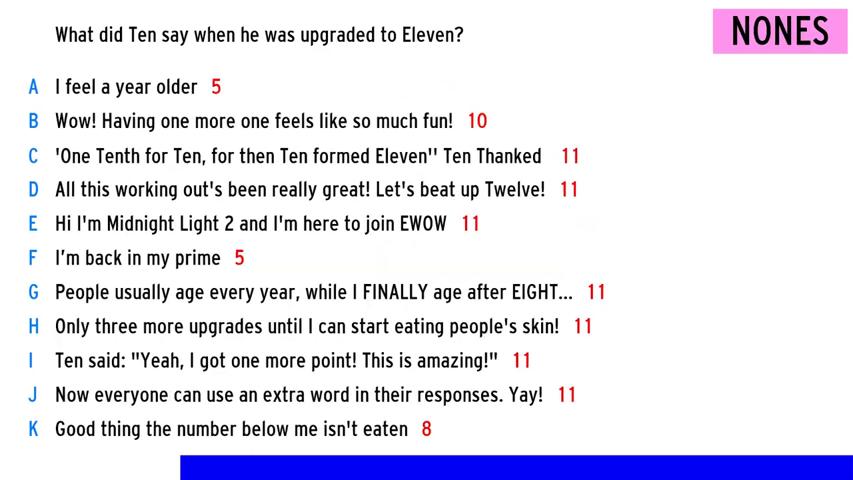 What did Ten say when he was upgraded to Eleven?
NONES
A I feel a year older 5
B Wow! Having one more one feels like so much fun! 10
C 'One Tenth for Ten, for then Ten formed Eleven'' Ten Thanked 11
D All this working out's been really great! Let's beat up Twelve! 11
E Hi I'm Midnight Light 2 and I'm here to join EWOW 11
F I’m back in my prime 5
G People usually age every year, while I FINALLY age after EIGHT... 11
H Only three more upgrades until I can start eating people's skin! 11
I Ten said: "Yeah, I got one more point! This is amazing!" 11
J Now everyone can use an extra word in their responses. Yay! 11
K Good thing the number below me isn't eaten 8